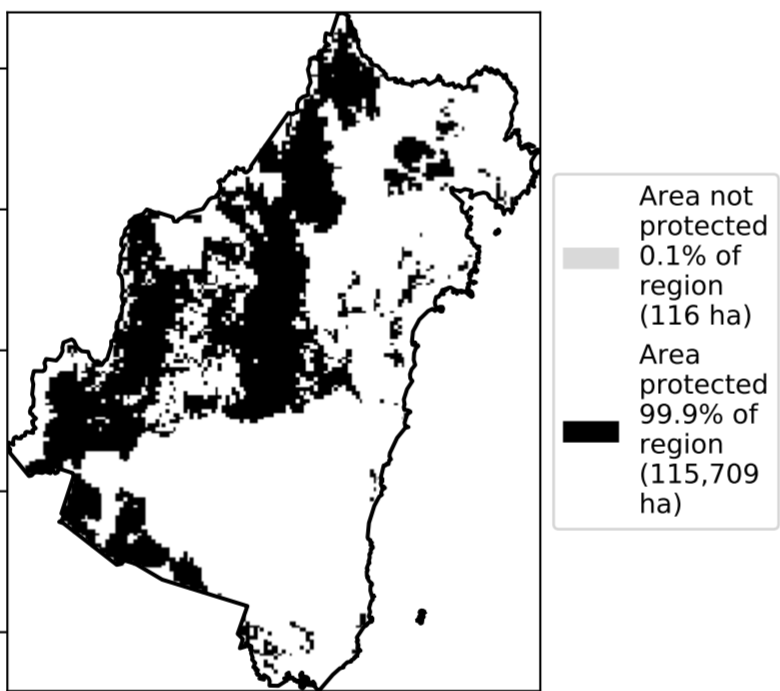 Area not
protected
0.1% of
region
(116 ha)
Area
protected
99.9% of
region
(115,709
ha)